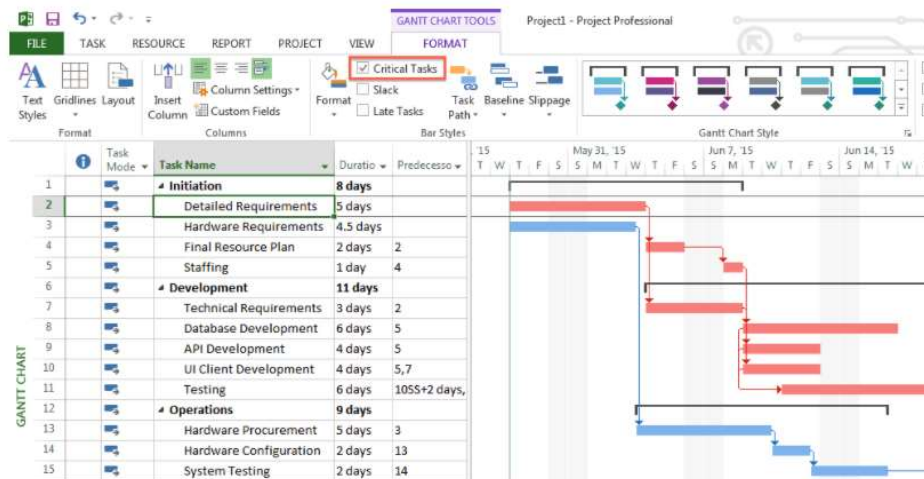 GANTT CHART TOOLS
Project1 - Project Professional
FILE TASK RESOURCE REPORT PROJECT VIEW FORMAT
Text Styles
Gridlines
Layout
Format
Insert Column
Column Settings
Custom Fields
Columns
Format
Critical Tasks
Slack
Late Tasks
Task Path
Baseline
Slippage
Bar Styles
Gantt Chart Style
Task Mode
Task Name
Duratio
Predecesso
'15 May 31, '15 Jun 7, '15 Jun 14, '15
T W T F S S M T W T F S S M T W T F S S M T W
1 Initiation 8 days
2 Detailed Requirements 5 days
3 Hardware Requirements 4.5 days
4 Final Resource Plan 2 days 2
5 Staffing 1 day 4
6 Development 11 days
7 Technical Requirements 3 days 2
8 Database Development 6 days 5
9 API Development 4 days 5
10 UI Client Development 4 days 5,7
11 Testing 6 days 10SS+2 days,
12 Operations 9 days
13 Hardware Procurement 5 days 3
14 Hardware Configuration 2 days 13
15 System Testing 2 days 14
GANTT CHART